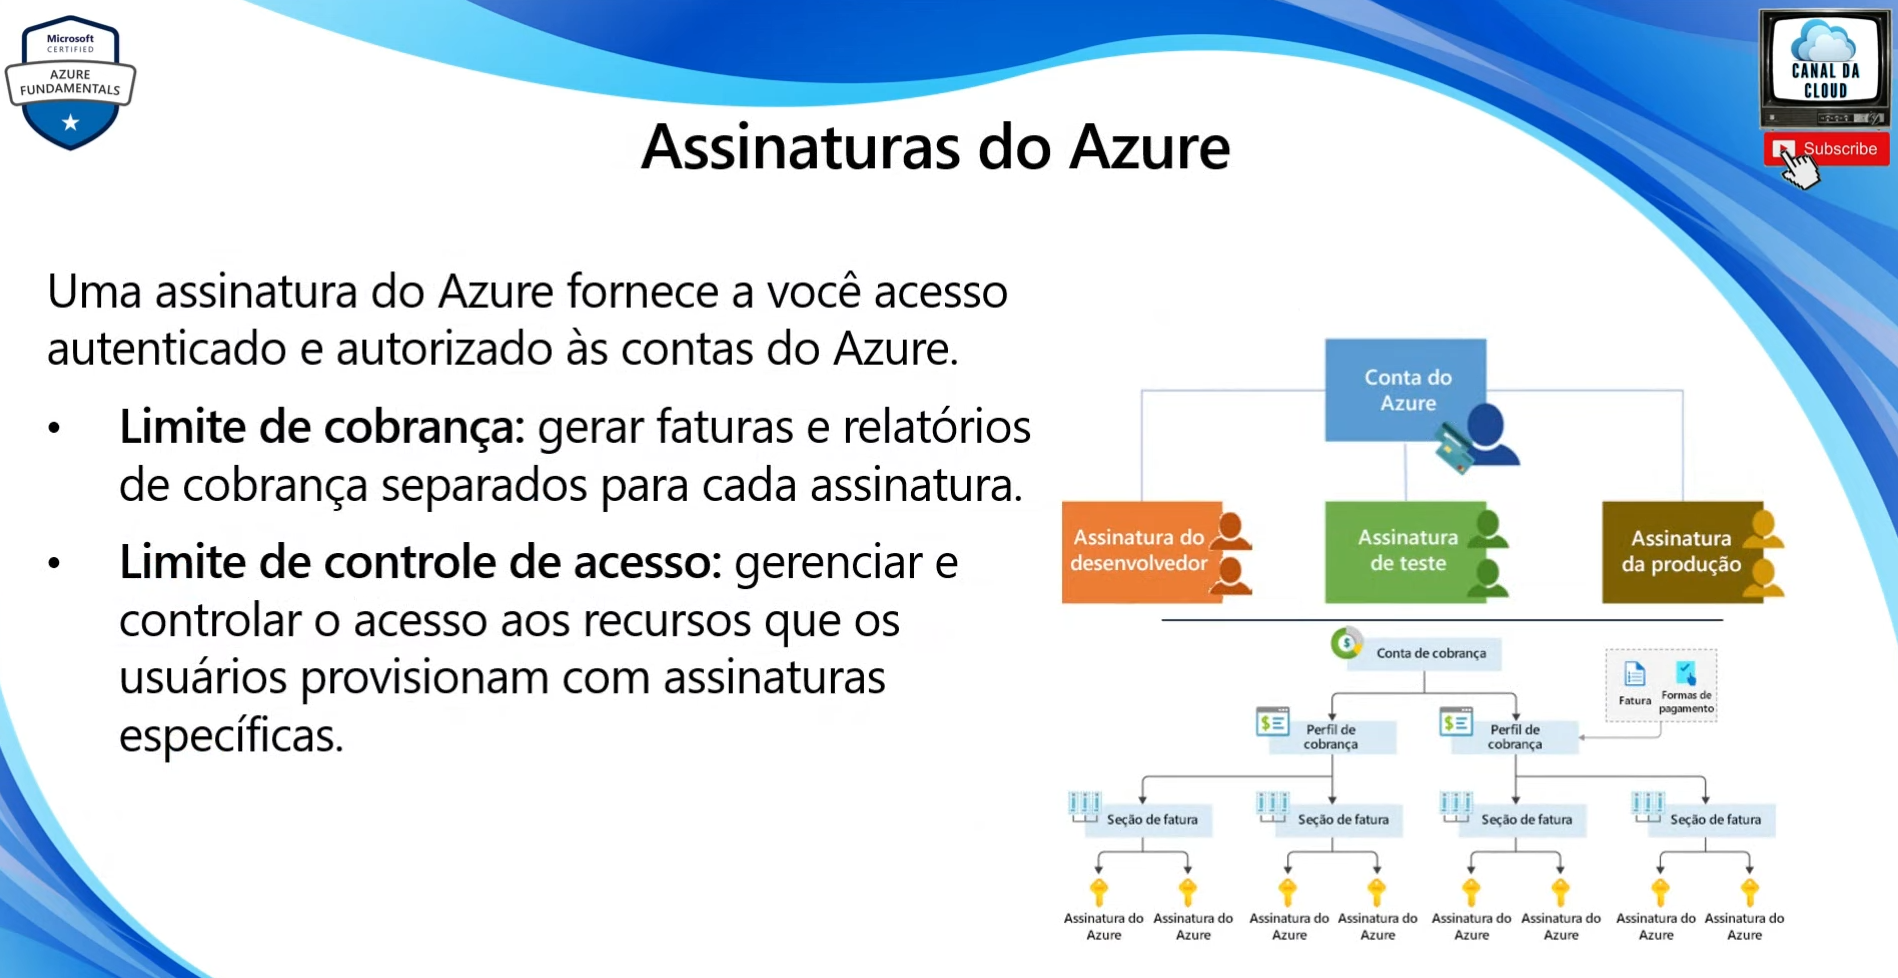 Microsoft
CERTIFIED
AZURE
FUNDAMENTALS
CANAL DA
CLOUD
Subscribe
Assinaturas do Azure
Uma assinatura do Azure fornece a você acesso
autenticado e autorizado às contas do Azure.
• Limite de cobrança: gerar faturas e relatórios
de cobrança separados para cada assinatura.
• Limite de controle de acesso: gerenciar e
controlar o acesso aos recursos que os
usuários provisionam com assinaturas
específicas.
Conta do
Azure
Assinatura do
desenvolvedor
Assinatura
de teste
Assinatura
da produção
Conta de cobrança
Fatura
Formas de
pagamento
Perfil de
cobrança
Perfil de
cobrança
Seção de fatura
Seção de fatura
Seção de fatura
Seção de fatura
Assinatura do
Azure
Assinatura do
Azure
Assinatura do
Azure
Assinatura do
Azure
Assinatura do
Azure
Assinatura do
Azure
Assinatura do
Azure
Assinatura do
Azure